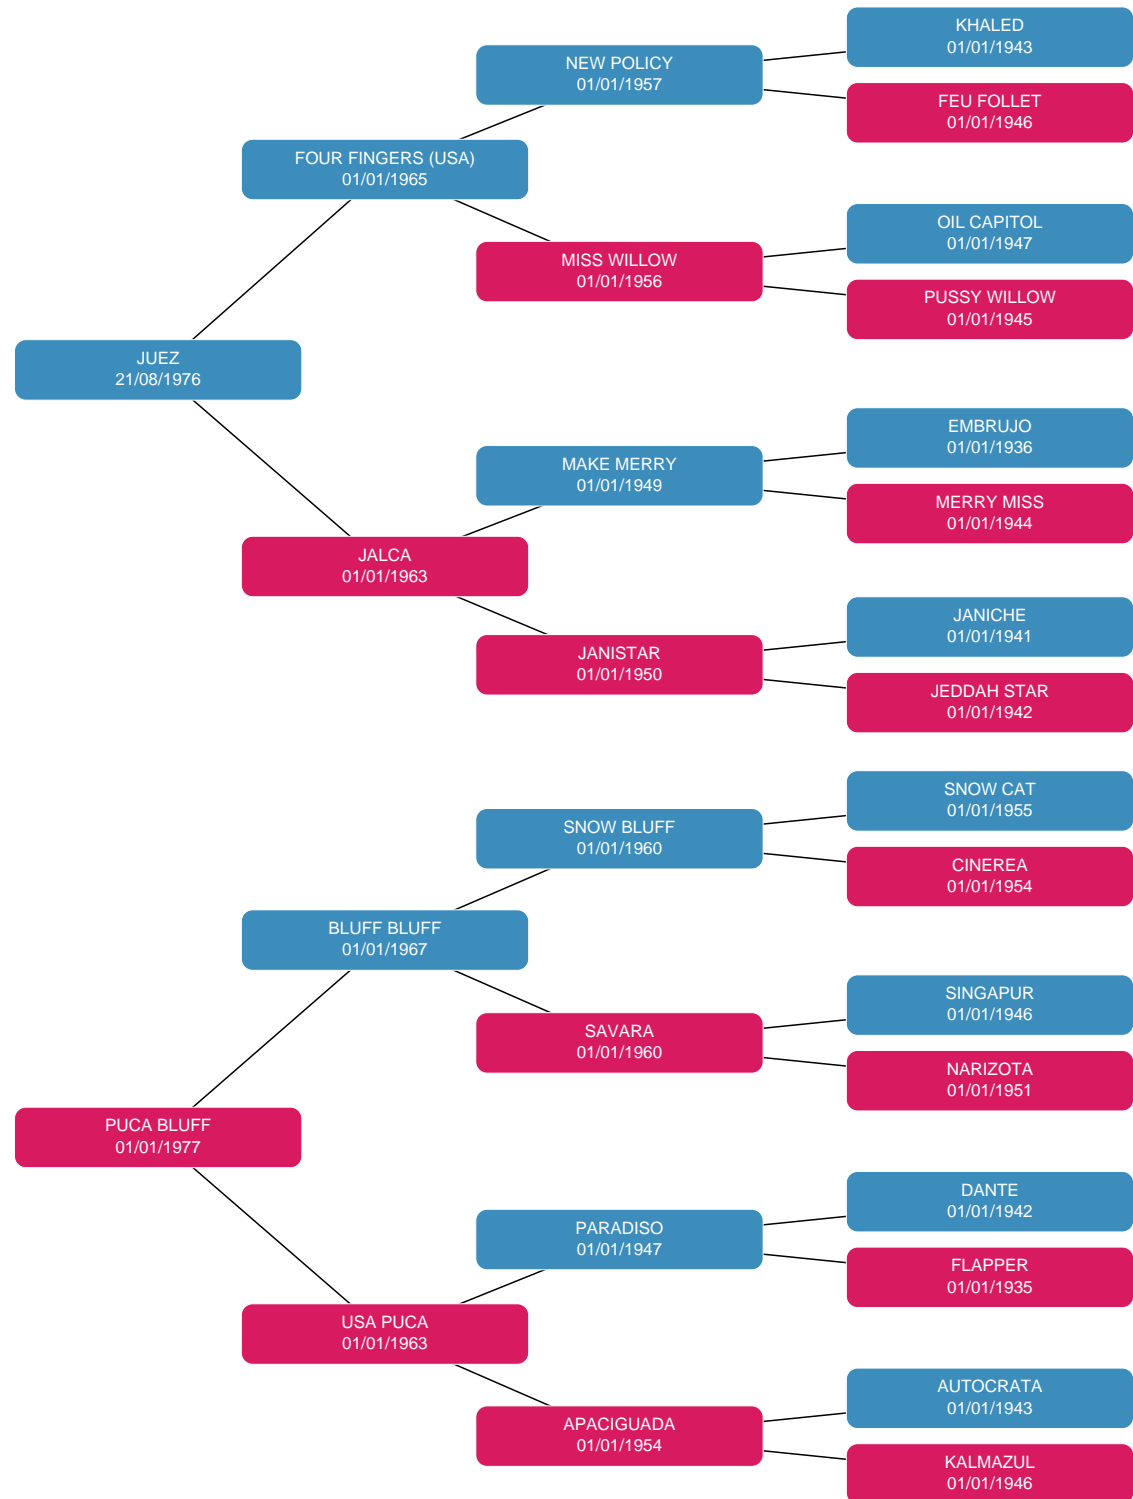 KHALED
01/01/1943
NEW POLICY
01/01/1957
FEU FOLLET
01/01/1946
FOUR FINGERS (USA)
01/01/1965
OIL CAPITOL
01/01/1947
MISS WILLOW
01/01/1956
PUSSY WILLOW
01/01/1945
JUEZ
21/08/1976
EMBRUJO
01/01/1936
MAKE MERRY
01/01/1949
MERRY MISS
01/01/1944
JALCA
01/01/1963
JANICHE
01/01/1941
JANISTAR
01/01/1950
JEDDAH STAR
01/01/1942
SNOW CAT
01/01/1955
SNOW BLUFF
01/01/1960
CINEREA
01/01/1954
BLUFF BLUFF
01/01/1967
SINGAPUR
01/01/1946
SAVARA
01/01/1960
NARIZOTA
01/01/1951
PUCA BLUFF
01/01/1977
DANTE
01/01/1942
PARADISO
01/01/1947
FLAPPER
01/01/1935
USA PUCA
01/01/1963
AUTOCRATA
01/01/1943
APACIGUADA
01/01/1954
KALMAZUL
01/01/1946